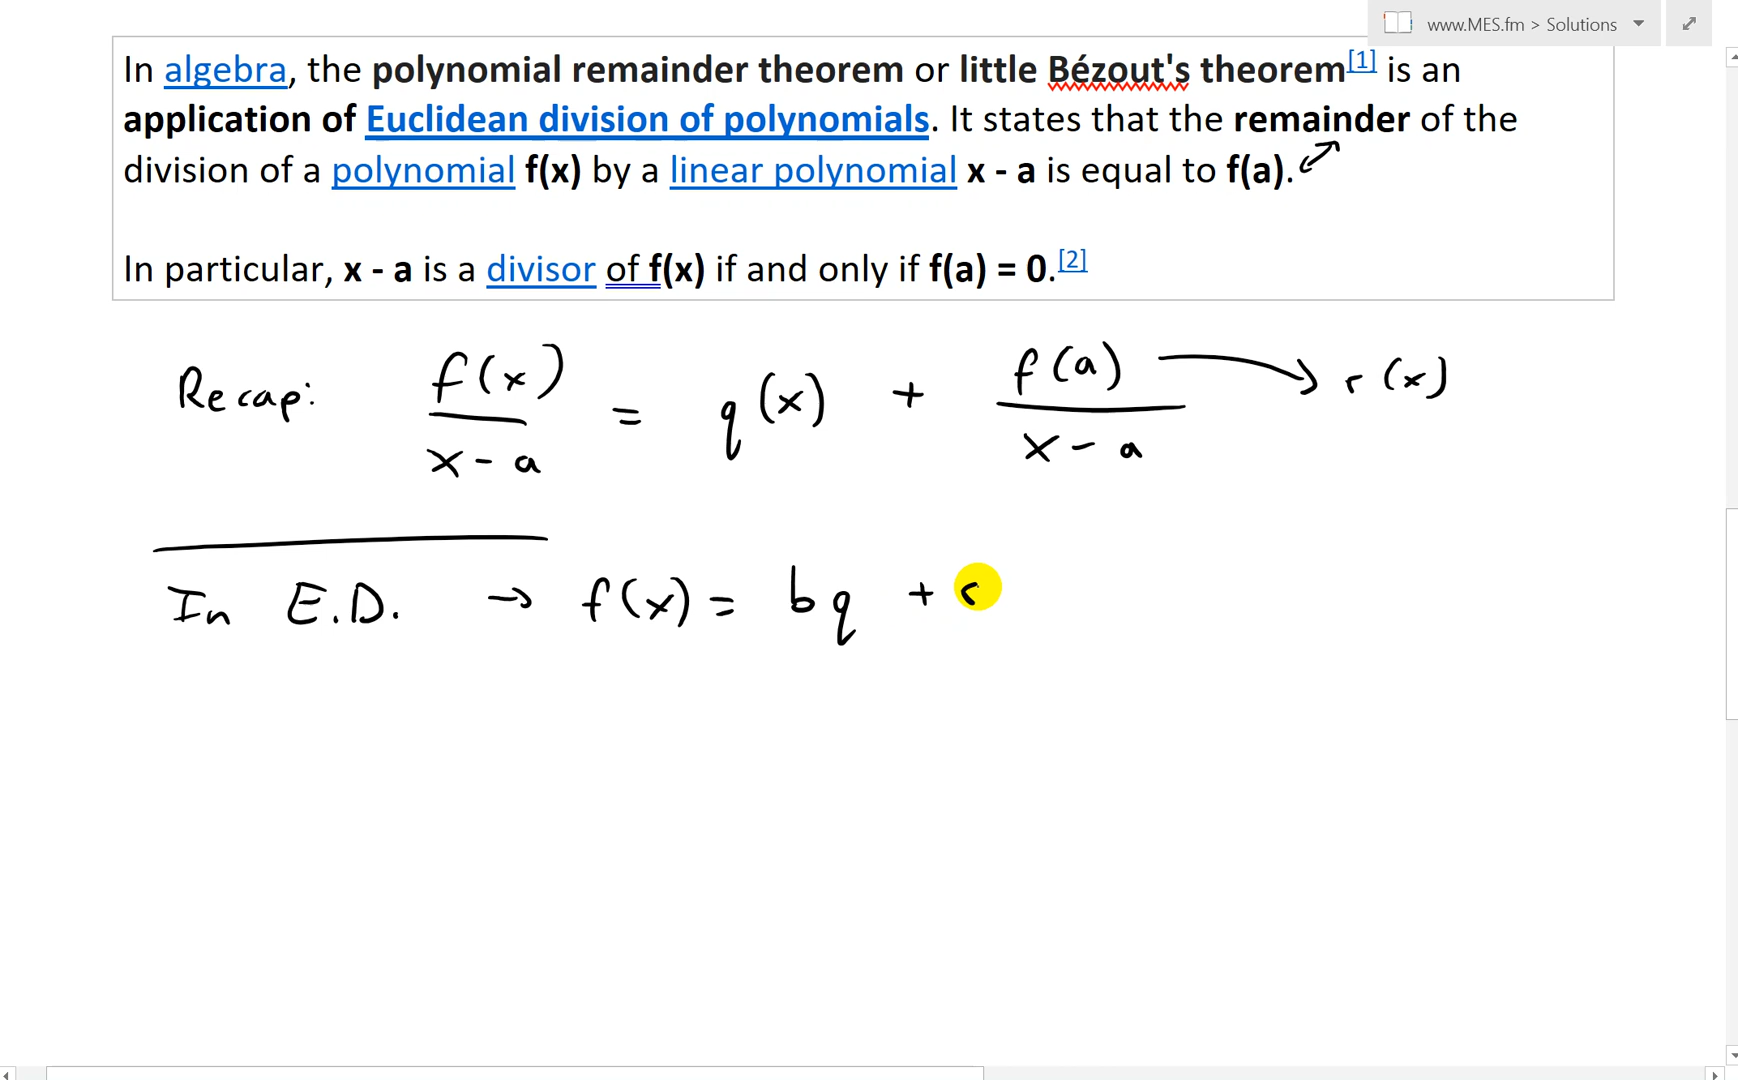 www.MES.fm > Solutions
In algebra, the polynomial remainder theorem or little Bézout's theorem[1] is an
application of Euclidean division of polynomials. It states that the remainder of the
division of a polynomial f(x) by a linear polynomial x - a is equal to f(a).
In particular, x - a is a divisor of f(x) if and only if f(a) = 0.[2]
Recap: f(x) / x - a = q(x) + f(a) / x - a → r(x)
In E.D. → f(x) = bq + r